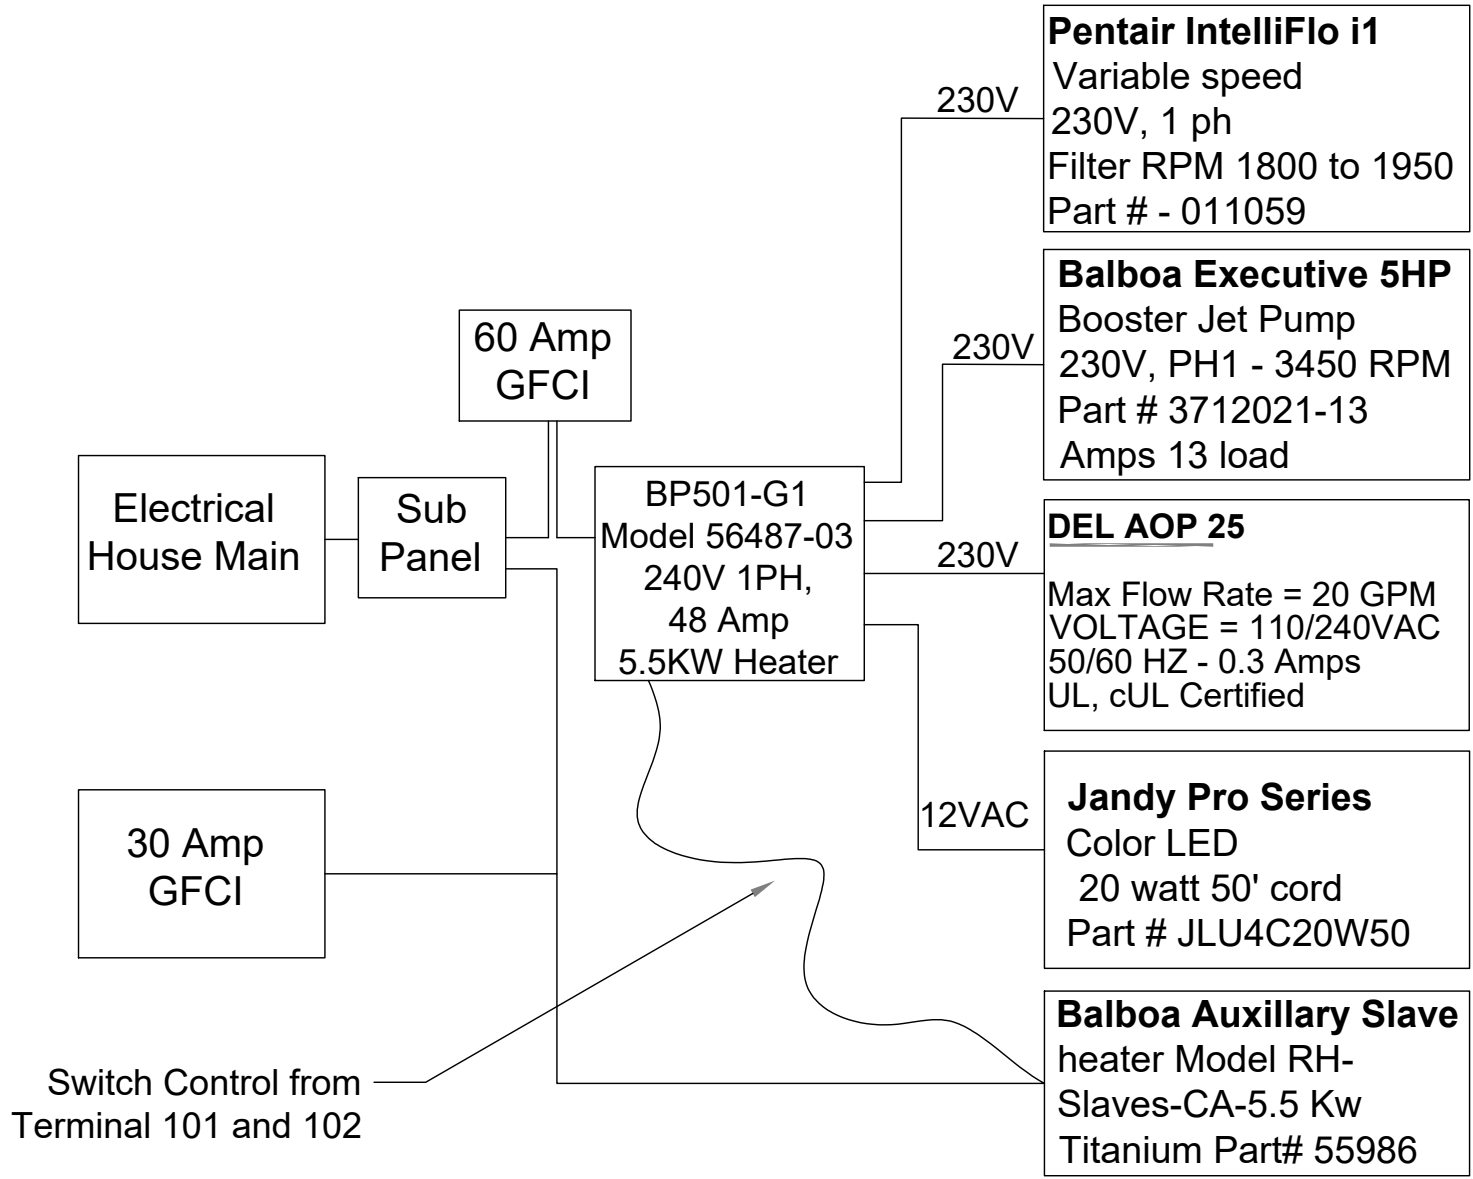 Pentair IntelliFlo i1
Variable speed
230V, 1 ph
Filter RPM 1800 to 1950
Part # - 011059
230V
Balboa Executive 5HP
Booster Jet Pump
230V, PH1 - 3450 RPM
Part # 3712021-13
Amps 13 load
230V
60 Amp
GFCI
Electrical
House Main
Sub
Panel
BP501-G1
Model 56487-03
240V 1PH,
48 Amp
5.5KW Heater
230V
DEL AOP 25
Max Flow Rate = 20 GPM
VOLTAGE = 110/240VAC
50/60 HZ - 0.3 Amps
UL, cUL Certified
12VAC
Jandy Pro Series
Color LED
20 watt 50' cord
Part # JLU4C20W50
30 Amp
GFCI
Balboa Auxillary Slave
heater Model RH-
Slaves-CA-5.5 Kw
Titanium Part# 55986
Switch Control from
Terminal 101 and 102